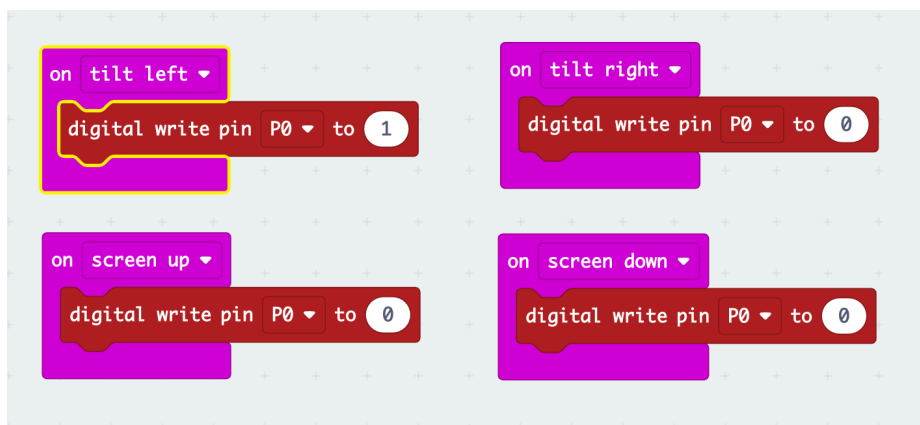 on tilt left
digital write pin P0 to 1
on tilt right
digital write pin P0 to 0
on screen up
digital write pin P0 to 0
on screen down
digital write pin P0 to 0